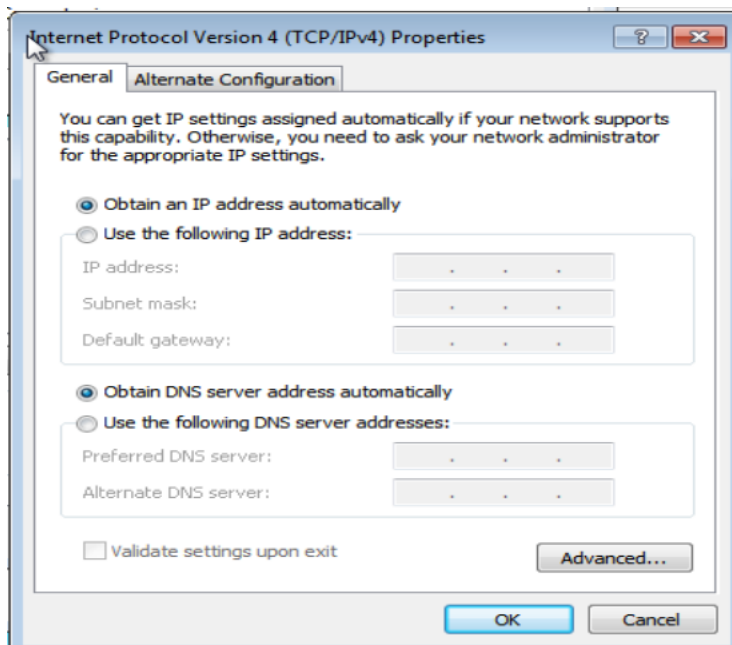 Internet Protocol Version 4 (TCP/IPv4) Properties
General
Alternate Configuration
You can get IP settings assigned automatically if your network supports
this capability. Otherwise, you need to ask your network administrator
for the appropriate IP settings.
Obtain an IP address automatically
Use the following IP address:
IP address:
Subnet mask:
Default gateway:
Obtain DNS server address automatically
Use the following DNS server addresses:
Preferred DNS server:
Alternate DNS server:
Validate settings upon exit
Advanced...
OK
Cancel